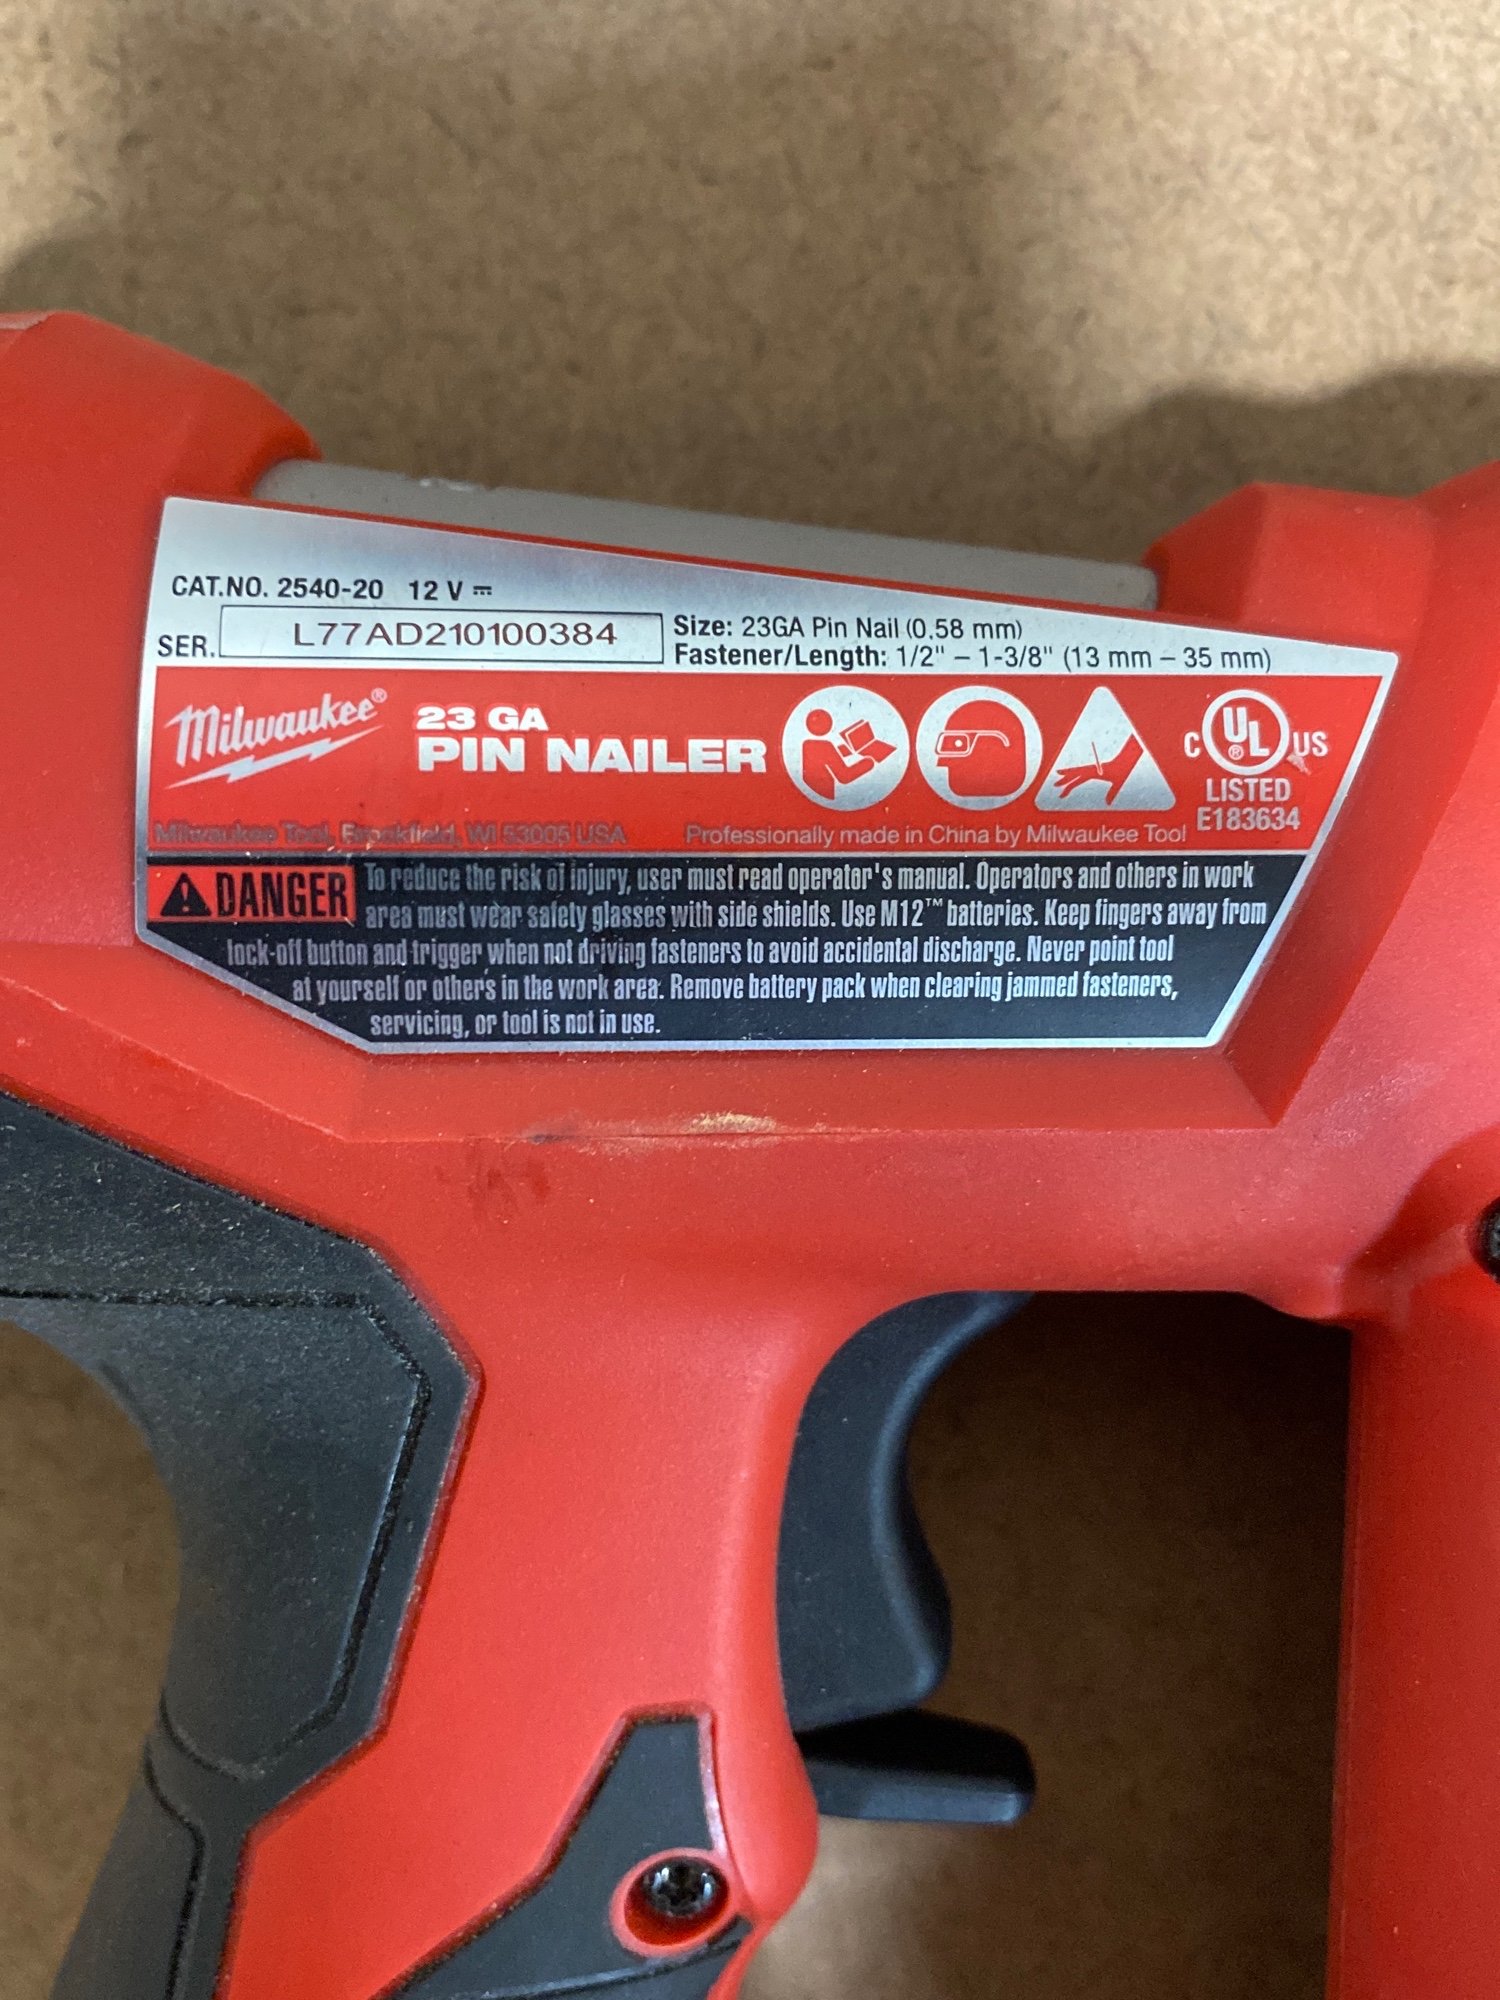 CAT.NO. 2540-20 12 V ⎓
SER. L77AD210100384
Size: 23GA Pin Nail (0,58 mm)
Fastener/Length: 1/2" – 1-3/8" (13 mm – 35 mm)
Milwaukee®
23 GA
PIN NAILER
C UL® US
LISTED
E183634
Milwaukee Tool, Brookfield, WI 53005 USA
Professionally made in China by Milwaukee Tool
DANGER To reduce the risk of injury, user must read operator's manual. Operators and others in work
area must wear safety glasses with side shields. Use M12™ batteries. Keep fingers away from
lock-off button and trigger when not driving fasteners to avoid accidental discharge. Never point tool
at yourself or others in the work area. Remove battery pack when clearing jammed fasteners,
servicing, or tool is not in use.